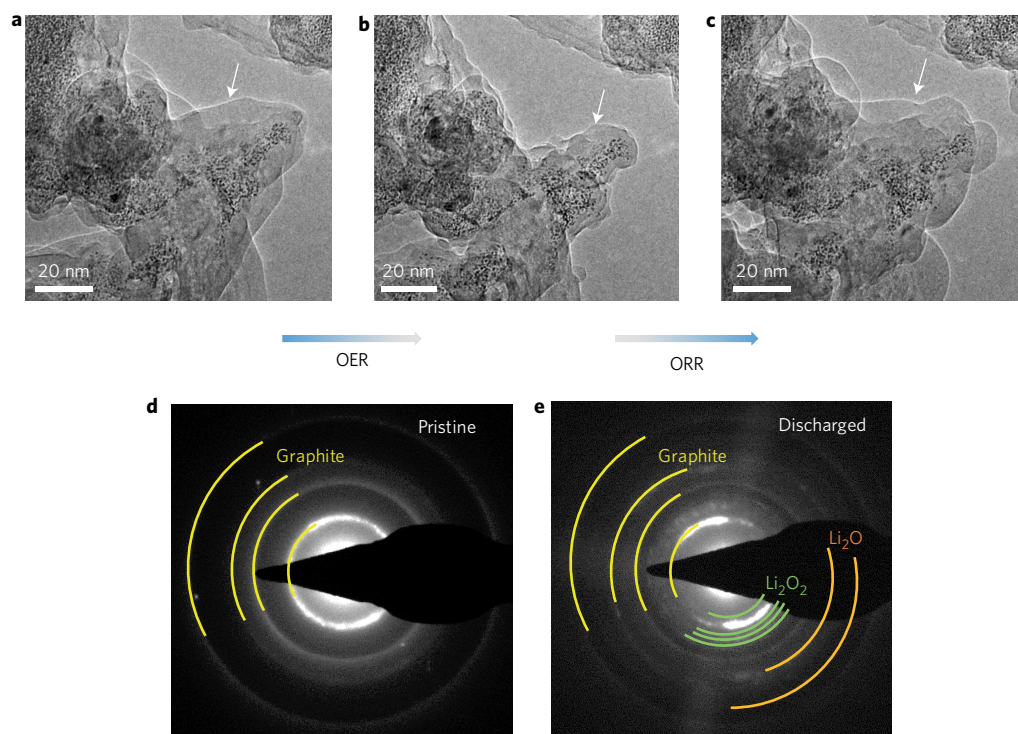 a
b
c
20 nm
20 nm
20 nm
OER
ORR
d
e
Pristine
Graphite
Discharged
Graphite
Li₂O
Li₂O₂